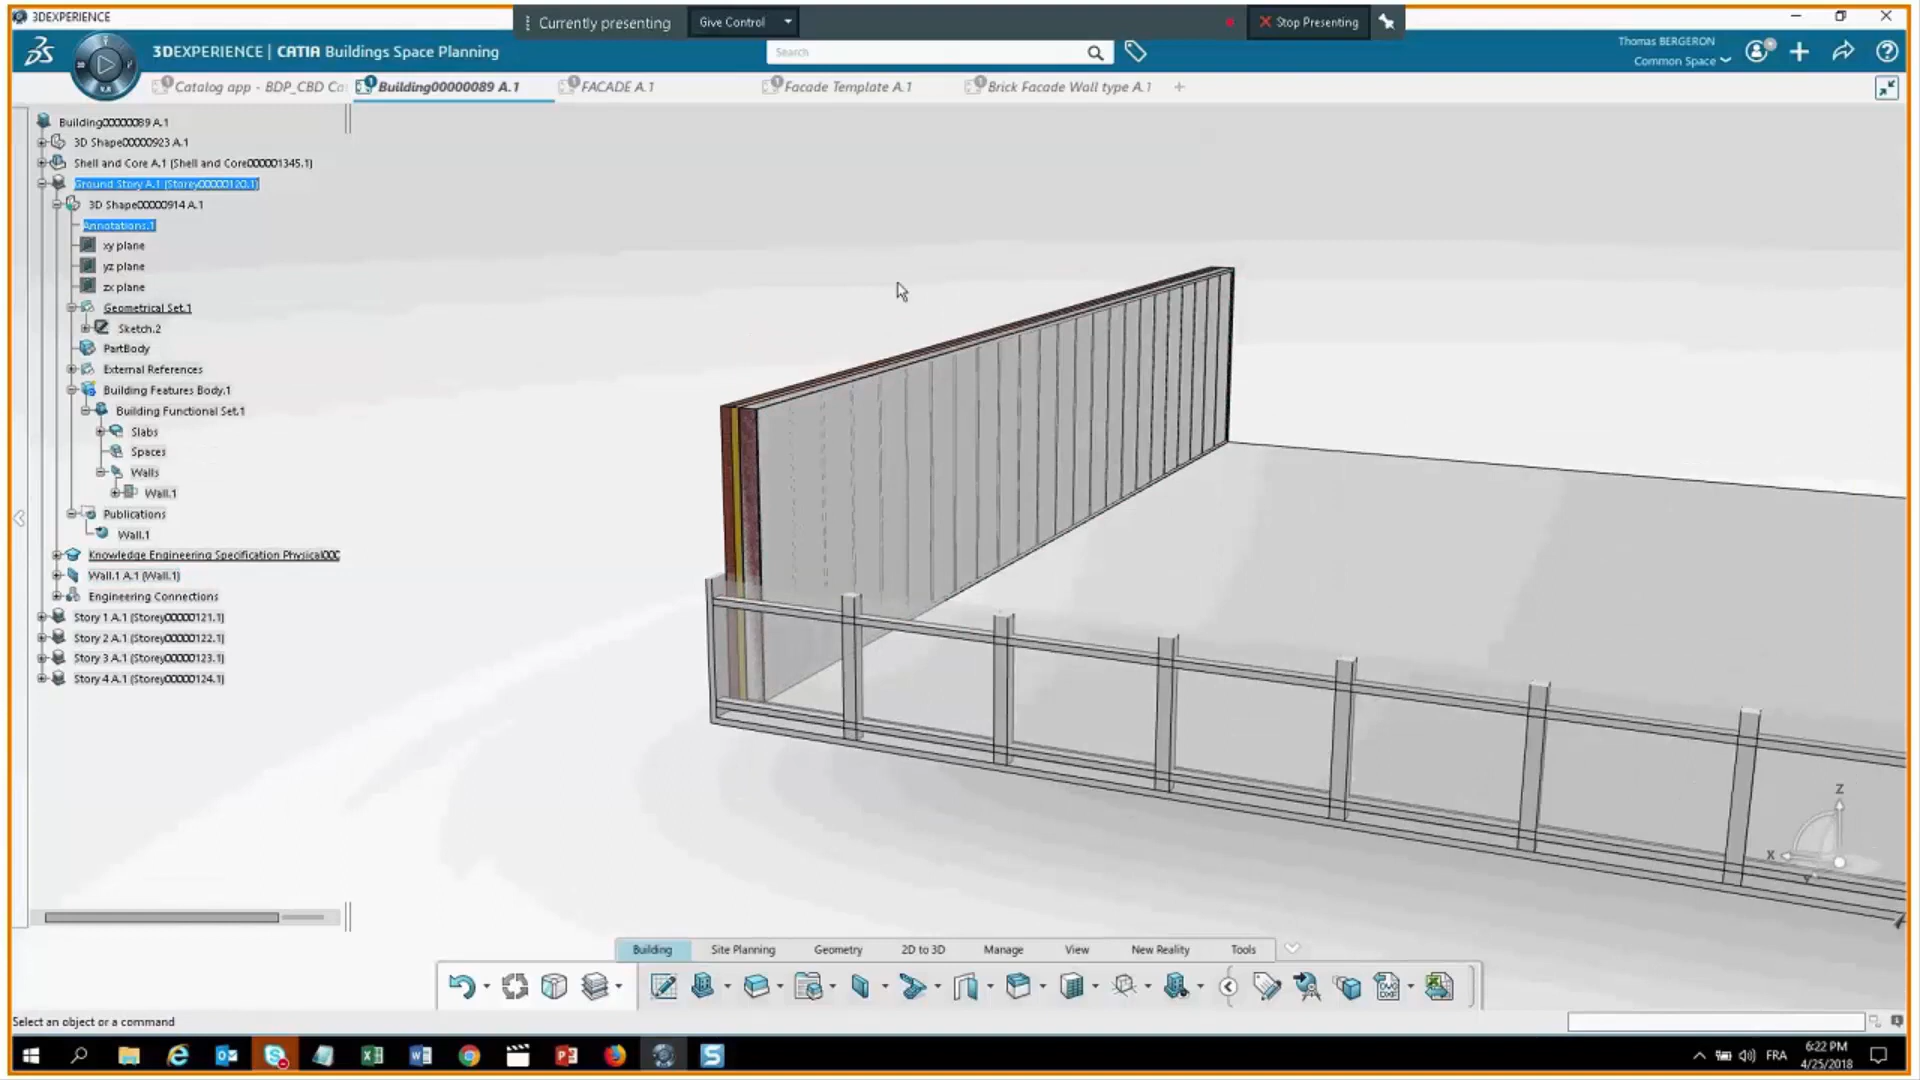 3DEXPERIENCE
Currently presenting
Give Control
Stop Presenting
3DEXPERIENCE | CATIA Buildings Space Planning
Search
Thomas BERGERON
Common Space
Catalog app - BDP_CBD Ca
Building00000089 A.1
FACADE A.1
Facade Template A.1
Brick Facade Wall type A.1
Building00000089 A.1
3D Shape00000923 A.1
Shell and Core A.1 (Shell and Core00001345.1)
Ground Story A.1 (Storey00000120.1)
3D Shape00000914 A.1
Annotations.1
xy plane
yz plane
zx plane
Geometrical Set.1
Sketch.2
PartBody
External References
Building Features Body.1
Building Functional Set.1
Slabs
Spaces
Walls
Wall.1
Publications
Wall.1
Knowledge Engineering Specification Physical00C
Wall.1 A.1 (Wall.1)
Engineering Connections
Story 1 A.1 (Storey00000121.1)
Story 2 A.1 (Storey00000122.1)
Story 3 A.1 (Storey00000123.1)
Story 4 A.1 (Storey00000124.1)
Z
X
Building
Site Planning
Geometry
2D to 3D
Manage
View
New Reality
Tools
Select an object or a command
FRA
6:22 PM
4/25/2018